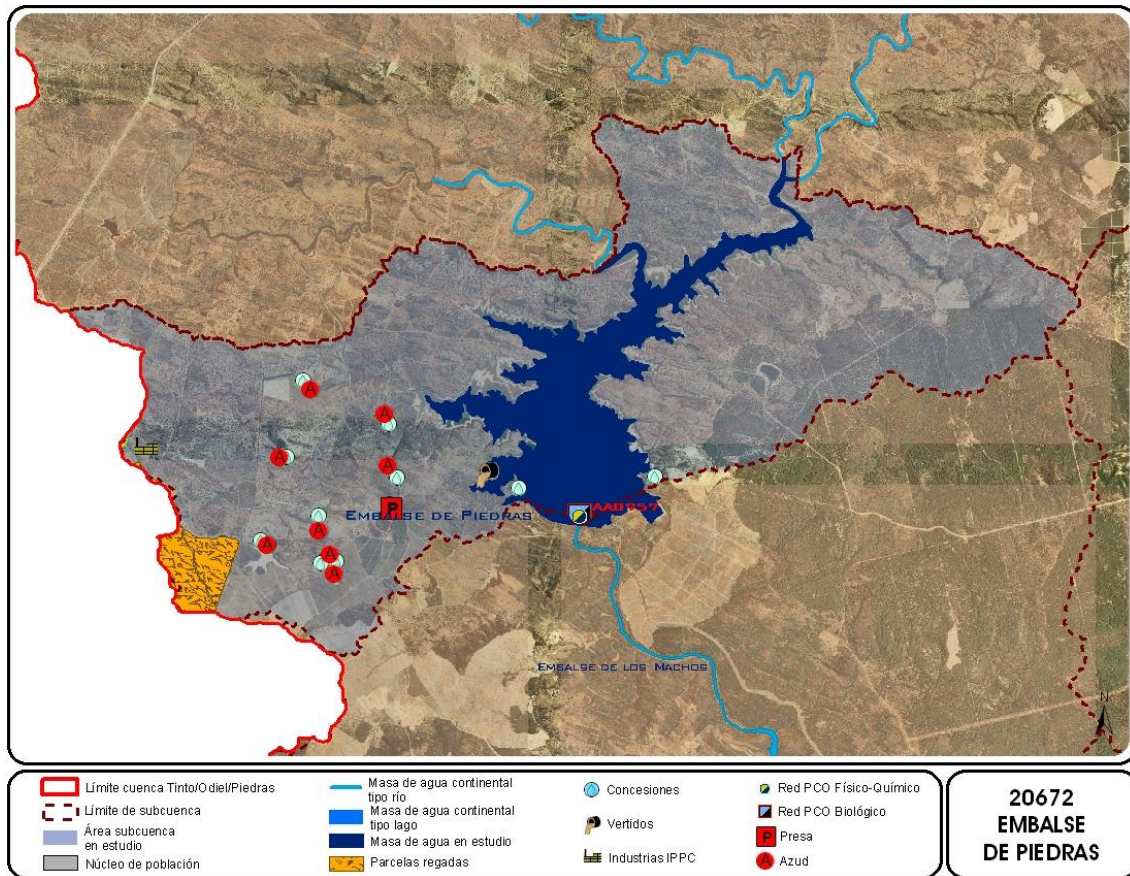 EMBALSE DE PIEDRAS
EMBALSE DE LOS MACHOS
N
P
A
A
A
A
A
A
A
A
Límite cuenca Tinto/Odiel/Piedras
Límite de subcuenca
Área subcuenca
en estudio
Núcleo de población
Masa de agua continental
tipo río
Masa de agua continental
tipo lago
Masa de agua en estudio
Parcelas regadas
Concesiones
Vertidos
Industrias IPPC
Red PCO Físico-Químico
Red PCO Biológico
P Presa
A Azud
20672
EMBALSE
DE PIEDRAS